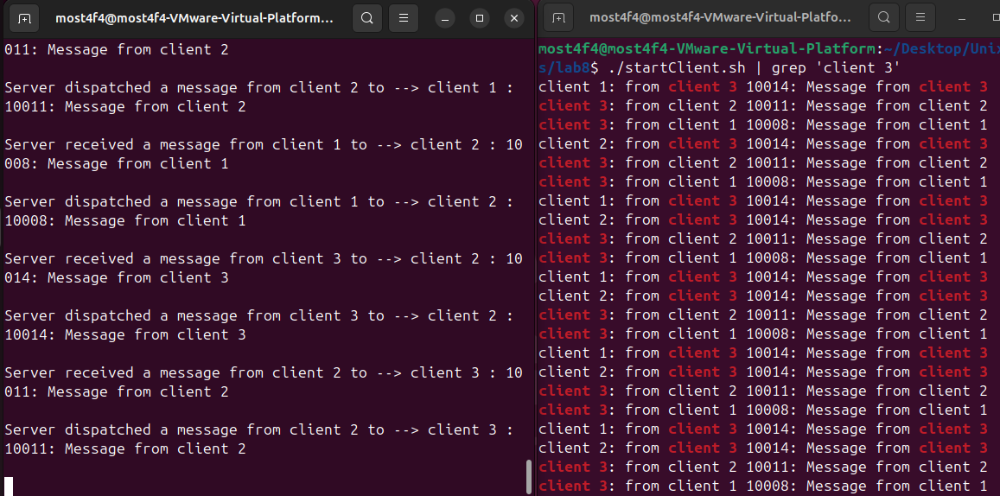 most4f4@most4f4-VMware-Virtual-Platform...
011: Message from client 2
Server dispatched a message from client 2 to --> client 1 :
10011: Message from client 2
Server received a message from client 1 to --> client 2 : 10
008: Message from client 1
Server dispatched a message from client 1 to --> client 2 :
10008: Message from client 1
Server received a message from client 3 to --> client 2 : 10
014: Message from client 3
Server dispatched a message from client 3 to --> client 2 :
10014: Message from client 3
Server received a message from client 2 to --> client 3 : 10
011: Message from client 2
Server dispatched a message from client 2 to --> client 3 :
10011: Message from client 2
most4f4@most4f4-VMware-Virtual-Platfo...
most4f4@most4f4-VMware-Virtual-Platform:~/Desktop/Unix
s/lab8$ ./startClient.sh | grep 'client 3'
client 1: from client 3 10014: Message from client 3
client 3: from client 2 10011: Message from client 2
client 3: from client 1 10008: Message from client 1
client 2: from client 3 10014: Message from client 3
client 3: from client 2 10011: Message from client 2
client 3: from client 1 10008: Message from client 1
client 1: from client 3 10014: Message from client 3
client 2: from client 3 10014: Message from client 3
client 3: from client 2 10011: Message from client 2
client 3: from client 1 10008: Message from client 1
client 1: from client 3 10014: Message from client 3
client 2: from client 3 10014: Message from client 3
client 3: from client 2 10011: Message from client 2
client 3: from client 1 10008: Message from client 1
client 1: from client 3 10014: Message from client 3
client 2: from client 3 10014: Message from client 3
client 3: from client 2 10011: Message from client 2
client 3: from client 1 10008: Message from client 1
client 1: from client 3 10014: Message from client 3
client 2: from client 3 10014: Message from client 3
client 3: from client 2 10011: Message from client 2
client 3: from client 1 10008: Message from client 1